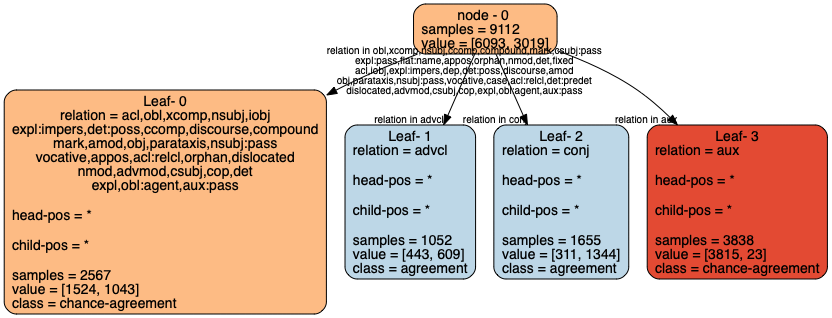 node - 0
samples = 9112
value = [6093, 3019]
relation in obl,xcomp,nsubj,ccomp,compound,mark,csubj:pass
expl:pass,flat:name,appos,orphan,nmod,det,fixed
acl,iobj,expl:impers,dep,det:poss,discourse,amod
obj,parataxis,nsubj:pass,vocative,case,acl:relcl,det:predet
dislocated,advmod,csubj,cop,expl,obl:agent,aux:pass
relation in advcl
relation in conj
relation in aux
Leaf- 0
relation = acl,obl,xcomp,nsubj,iobj
expl:impers,det:poss,ccomp,discourse,compound
mark,amod,obj,parataxis,nsubj:pass
vocative,appos,acl:relcl,orphan,dislocated
nmod,advmod,csubj,cop,det
expl,obl:agent,aux:pass
head-pos = *
child-pos = *
samples = 2567
value = [1524, 1043]
class = chance-agreement
Leaf- 1
relation = advcl
head-pos = *
child-pos = *
samples = 1052
value = [443, 609]
class = agreement
Leaf- 2
relation = conj
head-pos = *
child-pos = *
samples = 1655
value = [311, 1344]
class = agreement
Leaf- 3
relation = aux
head-pos = *
child-pos = *
samples = 3838
value = [3815, 23]
class = chance-agreement